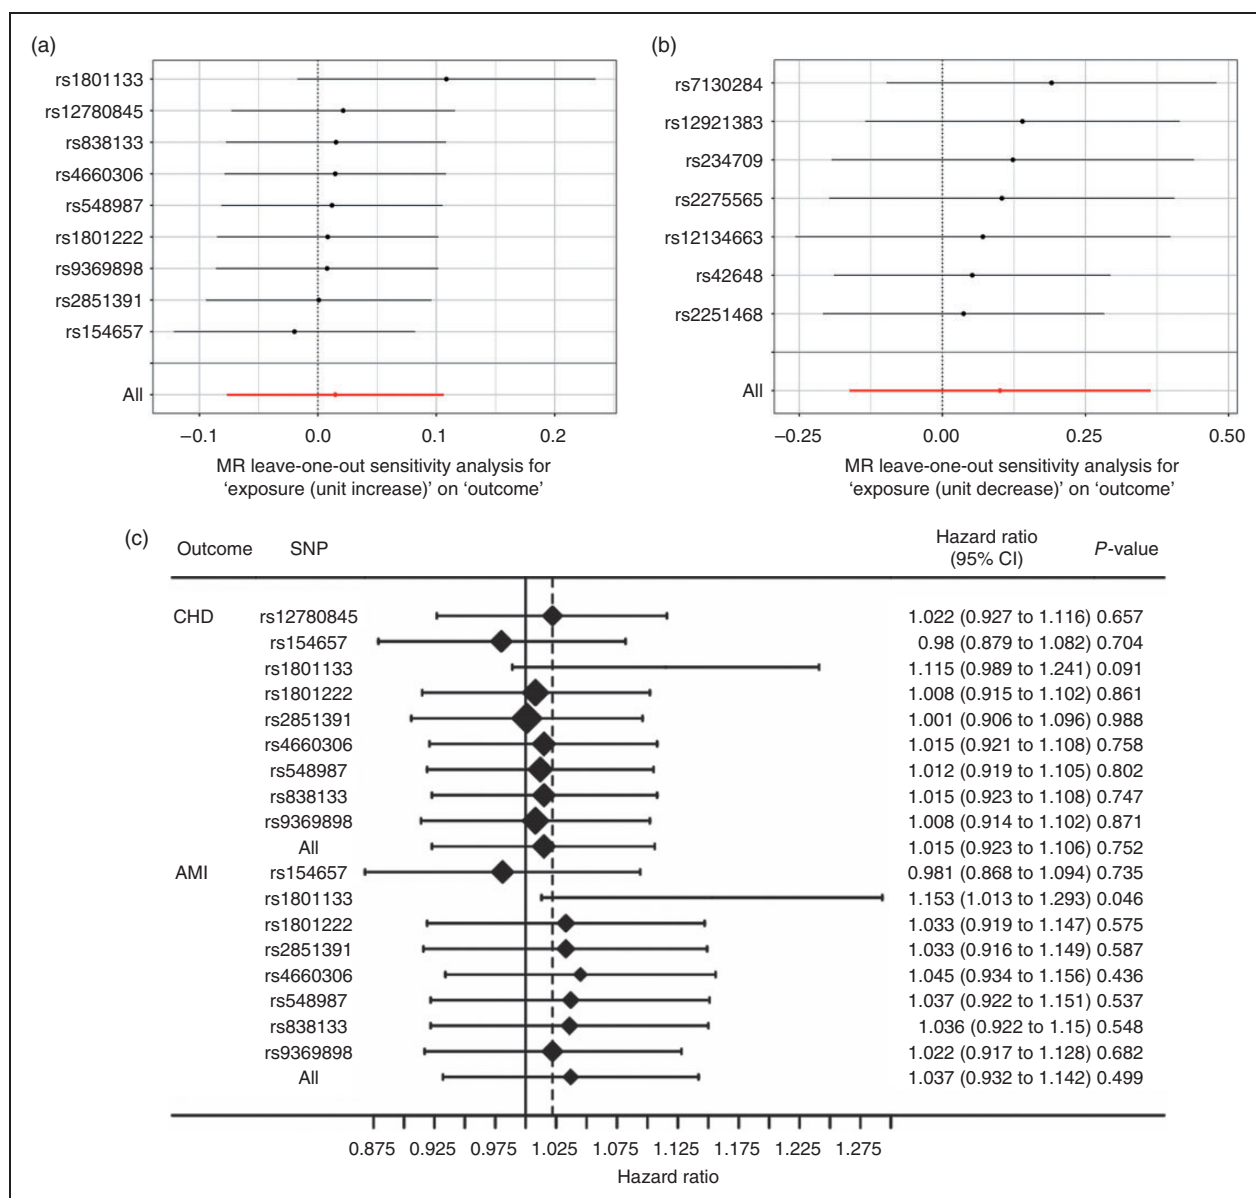 (a)
rs1801133
rs12780845
rs838133
rs4660306
rs548987
rs1801222
rs9369898
rs2851391
rs154657
All
−0.1 0.0 0.1 0.2
MR leave-one-out sensitivity analysis for
‘exposure (unit increase)’ on ‘outcome’
(b)
rs7130284
rs12921383
rs234709
rs2275565
rs12134663
rs42648
rs2251468
All
−0.25 0.00 0.25 0.50
MR leave-one-out sensitivity analysis for
‘exposure (unit decrease)’ on ‘outcome’
(c)
Outcome SNP Hazard ratio
(95% CI) P-value
CHD rs12780845 1.022 (0.927 to 1.116) 0.657
rs154657 0.98 (0.879 to 1.082) 0.704
rs1801133 1.115 (0.989 to 1.241) 0.091
rs1801222 1.008 (0.915 to 1.102) 0.861
rs2851391 1.001 (0.906 to 1.096) 0.988
rs4660306 1.015 (0.921 to 1.108) 0.758
rs548987 1.012 (0.919 to 1.105) 0.802
rs838133 1.015 (0.923 to 1.108) 0.747
rs9369898 1.008 (0.914 to 1.102) 0.871
All 1.015 (0.923 to 1.106) 0.752
AMI rs154657 0.981 (0.868 to 1.094) 0.735
rs1801133 1.153 (1.013 to 1.293) 0.046
rs1801222 1.033 (0.919 to 1.147) 0.575
rs2851391 1.033 (0.916 to 1.149) 0.587
rs4660306 1.045 (0.934 to 1.156) 0.436
rs548987 1.037 (0.922 to 1.151) 0.537
rs838133 1.036 (0.922 to 1.15) 0.548
rs9369898 1.022 (0.917 to 1.128) 0.682
All 1.037 (0.932 to 1.142) 0.499
0.875 0.925 0.975 1.025 1.075 1.125 1.175 1.225 1.275
Hazard ratio